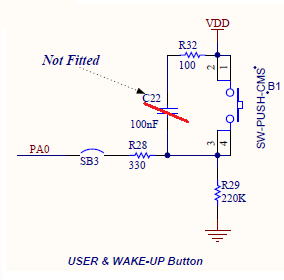 VDD
R32
100
Not Fitted
C22
100nF
2
1
B1
SW-PUSH-CMS
3
4
PA0
SB3
R28
330
R29
220K
USER & WAKE-UP Button